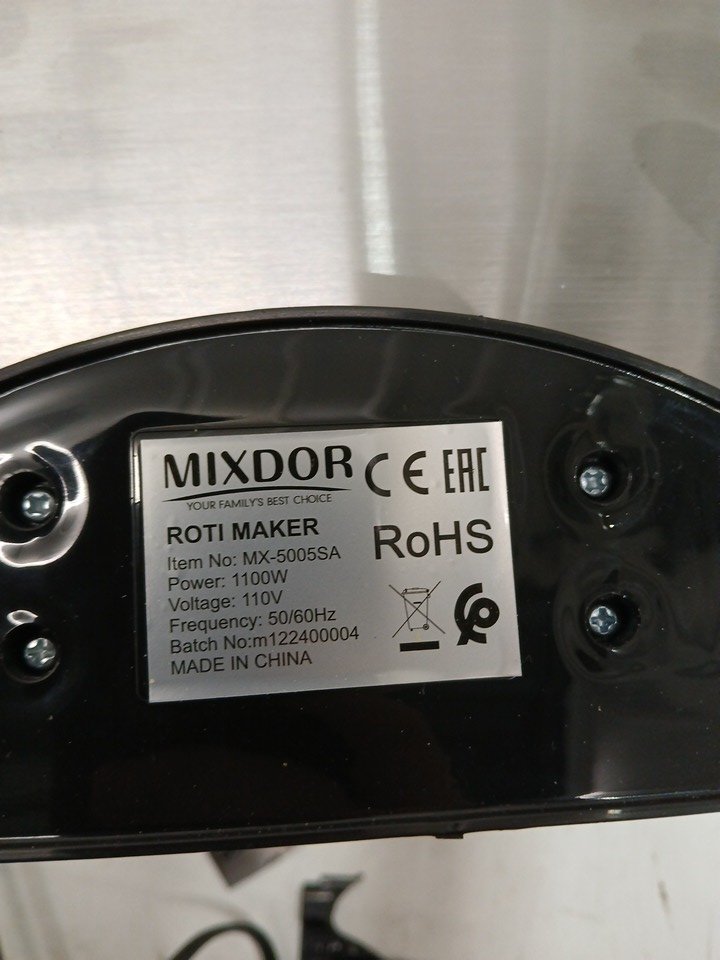 MIXDOR
YOUR FAMILY'S BEST CHOICE
CE EAC
ROTI MAKER
RoHS
Item No: MX-5005SA
Power: 1100W
Voltage: 110V
Frequency: 50/60Hz
Batch No:m122400004
MADE IN CHINA